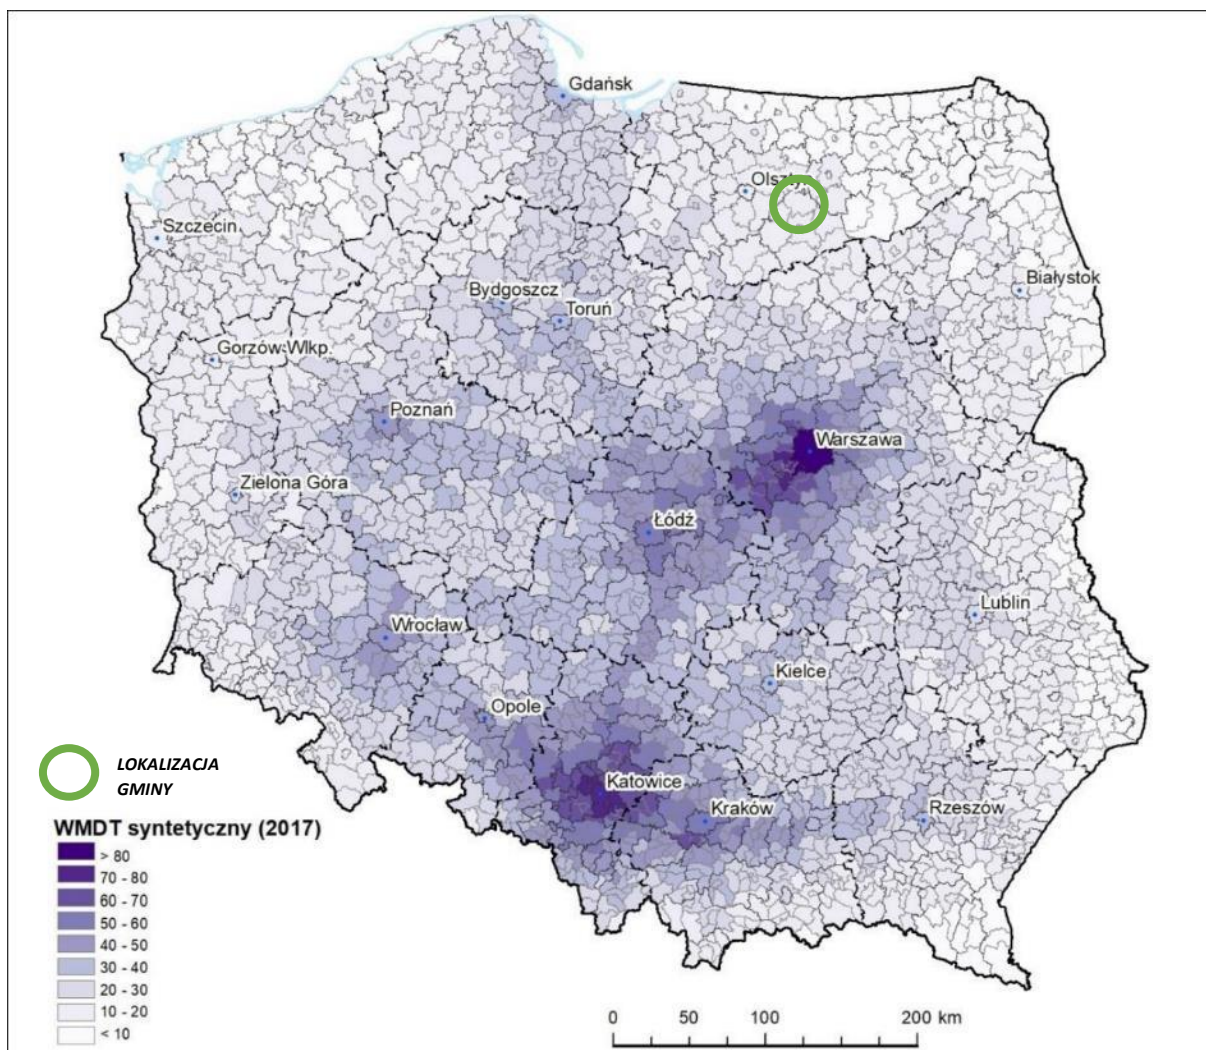 Gdańsk
Olsztyn
Szczecin
Białystok
Bydgoszcz
Toruń
Gorzów Wlkp.
Poznań
Warszawa
Zielona Góra
Łódź
Lublin
Wrocław
Kielce
Opole
LOKALIZACJA
GMINY
Katowice
Kraków
Rzeszów
WMDT syntetyczny (2017)
> 80
70 - 80
60 - 70
50 - 60
40 - 50
30 - 40
20 - 30
10 - 20
< 10
0 50 100 200 km